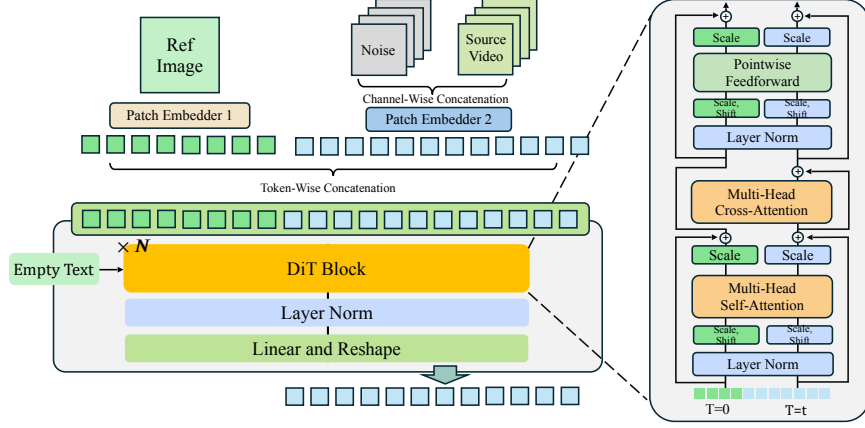 Ref
Image
Noise
Source
Video
Channel-Wise Concatenation
Patch Embedder 1
Patch Embedder 2
Token-Wise Concatenation
× N
Empty Text
DiT Block
Layer Norm
Linear and Reshape
Scale
Scale
Pointwise
Feedforward
Scale,
Shift
Scale,
Shift
Layer Norm
Multi-Head
Cross-Attention
Scale
Scale
Multi-Head
Self-Attention
Scale,
Shift
Scale,
Shift
Layer Norm
T=0
T=t